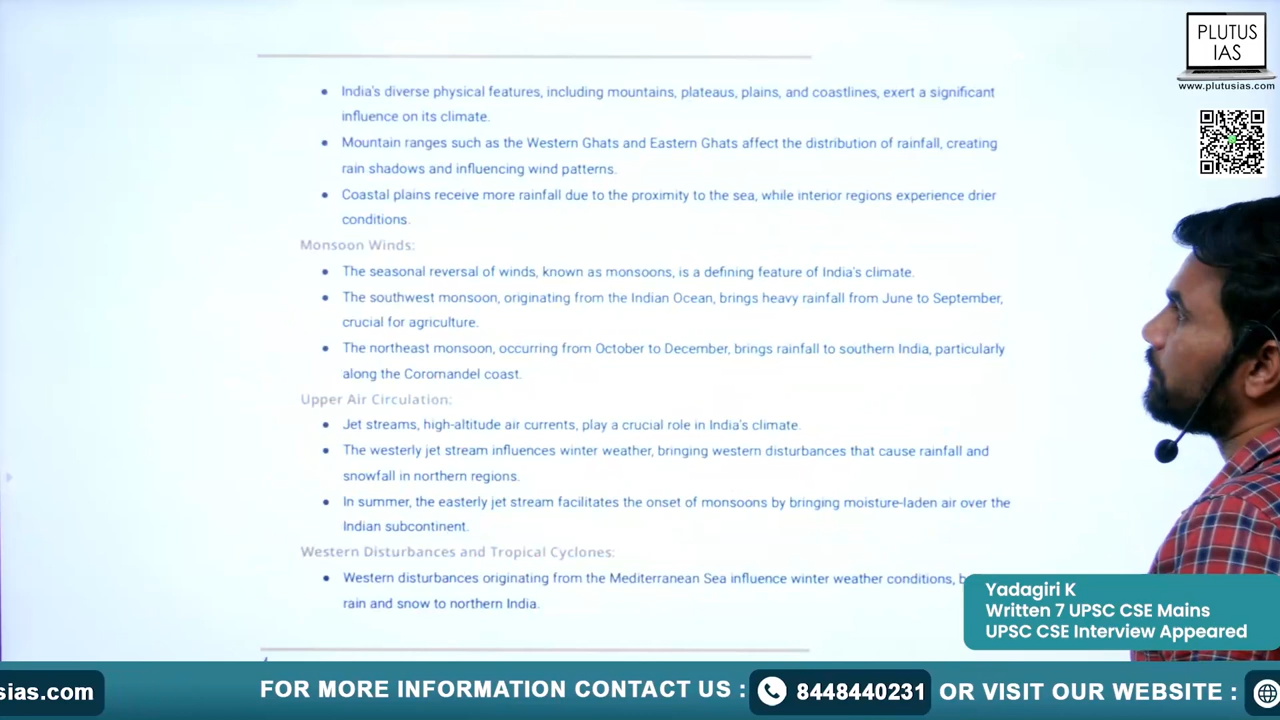 PLUTUS
IAS
www.plutusias.com
India's diverse physical features, including mountains, plateaus, plains, and coastlines, exert a significant
influence on its climate.
Mountain ranges such as the Western Ghats and Eastern Ghats affect the distribution of rainfall, creating
rain shadows and influencing wind patterns.
Coastal plains receive more rainfall due to the proximity to the sea, while interior regions experience drier
conditions.
Monsoon Winds:
The seasonal reversal of winds, known as monsoons, is a defining feature of India's climate.
The southwest monsoon, originating from the Indian Ocean, brings heavy rainfall from June to September,
crucial for agriculture.
The northeast monsoon, occurring from October to December, brings rainfall to southern India, particularly
along the Coromandel coast.
Upper Air Circulation:
Jet streams, high-altitude air currents, play a crucial role in India's climate.
The westerly jet stream influences winter weather, bringing western disturbances that cause rainfall and
snowfall in northern regions.
In summer, the easterly jet stream facilitates the onset of monsoons by bringing moisture-laden air over the
Indian subcontinent.
Western Disturbances and Tropical Cyclones:
Western disturbances originating from the Mediterranean Sea influence winter weather conditions,
rain and snow to northern India.
Yadagiri K
Written 7 UPSC CSE Mains
UPSC CSE Interview Appeared
sias.com FOR MORE INFORMATION CONTACT US : 8448440231 OR VISIT OUR WEBSITE :